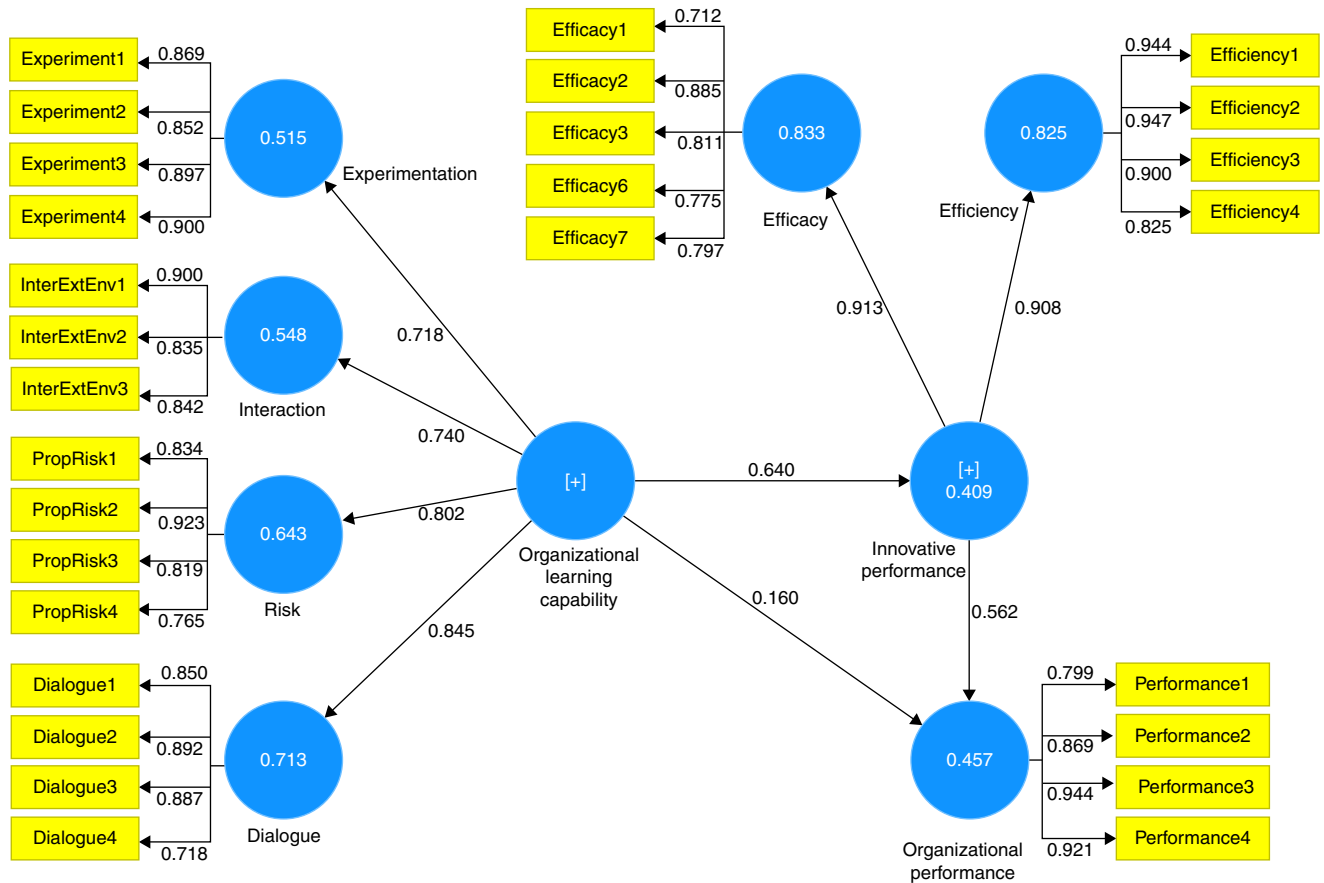 Experiment1
0.869
Experiment2
0.852
Experiment3
0.897
Experiment4
0.900
0.515
Experimentation
InterExtEnv1
0.900
InterExtEnv2
0.835
InterExtEnv3
0.842
0.548
Interaction
PropRisk1
0.834
PropRisk2
0.923
PropRisk3
0.819
PropRisk4
0.765
0.643
Risk
Dialogue1
0.850
Dialogue2
0.892
Dialogue3
0.887
Dialogue4
0.718
0.713
Dialogue
0.718
0.740
0.802
0.845
[+]
Organizational
learning
capability
0.640
0.160
Efficacy1
0.712
Efficacy2
0.885
Efficacy3
0.811
Efficacy6
0.775
Efficacy7
0.797
0.833
Efficacy
0.825
Efficiency
0.944
Efficiency1
0.947
Efficiency2
0.900
Efficiency3
0.825
Efficiency4
0.913
0.908
[+]
0.409
Innovative
performance
0.562
0.457
Organizational
performance
0.799
Performance1
0.869
Performance2
0.944
Performance3
0.921
Performance4